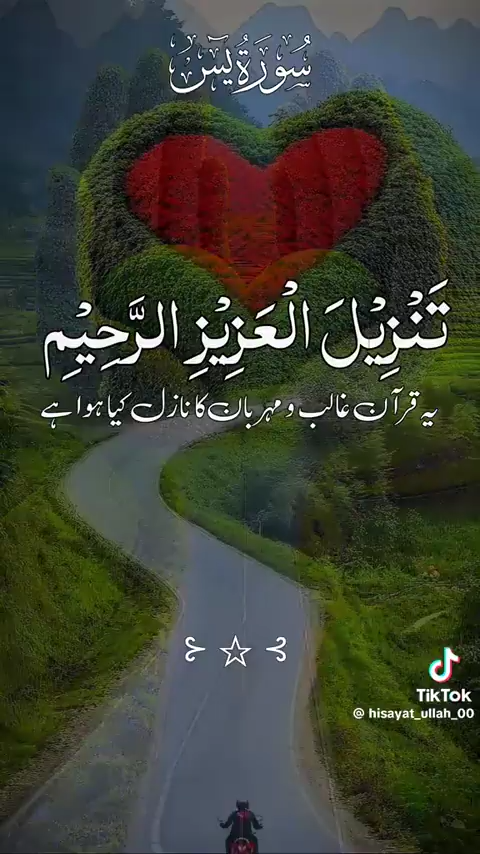 سُورَةُ يٰسٓ
تَنْزِيْلَ الْعَزِيْزِ الرَّحِيْمِ
یہ قرآن غالب و مہربان کا نازل کیا ہوا ہے
TikTok
@ hisayat_ullah_00